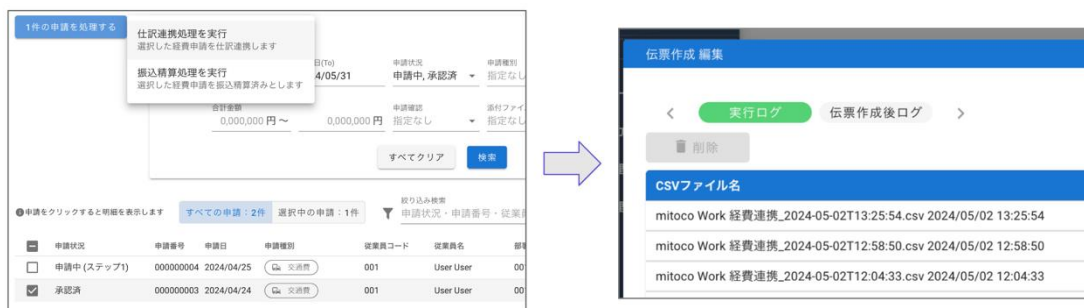 1件の申請を処理する
仕訳連携処理を実行
選択した経費申請を仕訳連携します
振込精算処理を実行
選択した経費申請を振込精算済みとします
日(To)
申請状況
申請種別
4/05/31
申請中, 承認済
指定なし
合計金額
申請確認
添付ファイ
0,000,000 円 ~
0,000,000 円
指定なし
指定なし
すべてクリア
検索
申請をクリックすると明細を表示します
すべての申請：2件
選択中の申請：1件
絞り込み検索
申請状況・申請番号・従業員
申請状況
申請番号
申請日
申請種別
従業員コード
従業員名
部
申請中 (ステップ1)
000000004
2024/04/25
交通費
001
User User
00
承認済
000000003
2024/04/24
交通費
001
User User
00
伝票作成 編集
実行ログ
伝票作成後ログ
削除
CSVファイル名
mitoco Work 経費連携_2024-05-02T13:25:54.csv 2024/05/02 13:25:54
mitoco Work 経費連携_2024-05-02T12:58:50.csv 2024/05/02 12:58:50
mitoco Work 経費連携_2024-05-02T12:04:33.csv 2024/05/02 12:04:33